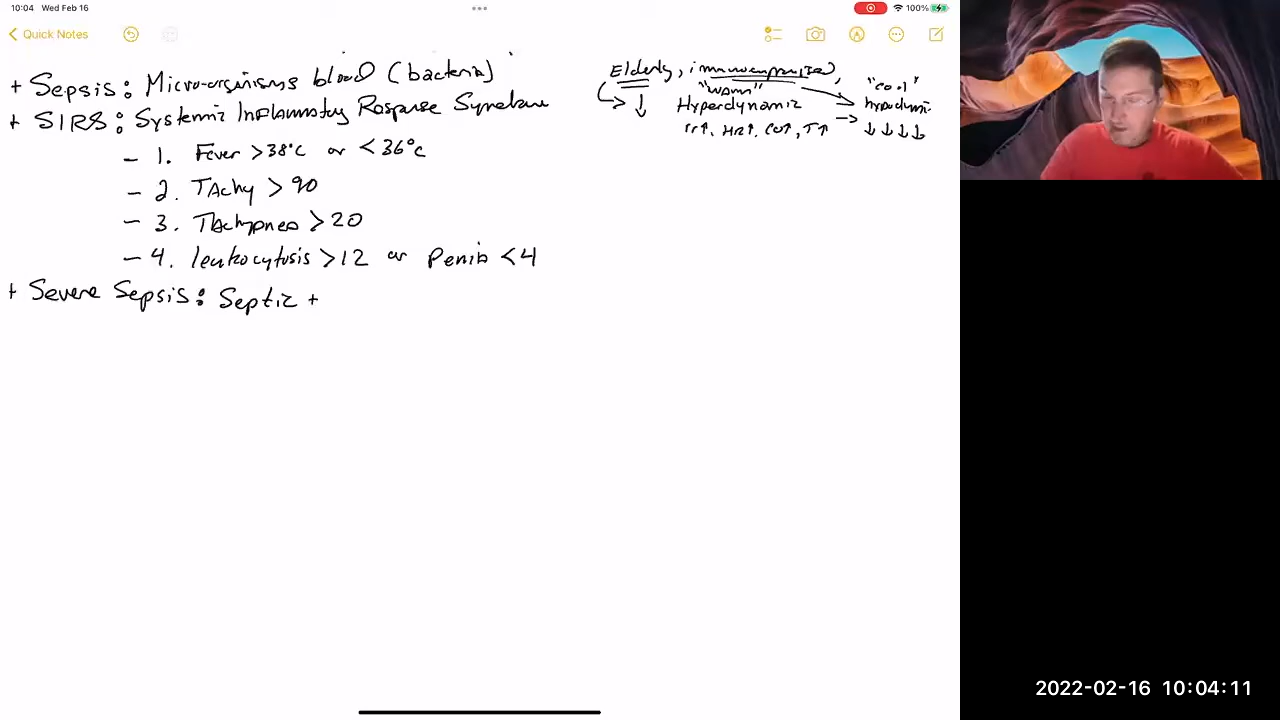 10:04 Wed Feb 16
100%
Quick Notes
+ Sepsis: Micro-organisms blood (bacteria)
+ SIRS: Systemic Inflammatory Response Syndrome
- 1. Fever >38°C or <36°C
- 2. TAchy > 90
- 3. TAchypnea > 20
- 4. leukocytosis >12 or penia <4
+ Severe Sepsis: Septic +
Elderly, immunocompromised,
"warm"
Hyperdynamic
↓
HR↑, CO↑, T↑
"cool"
hypodynamic
↓↓↓↓
2022-02-16 10:04:11